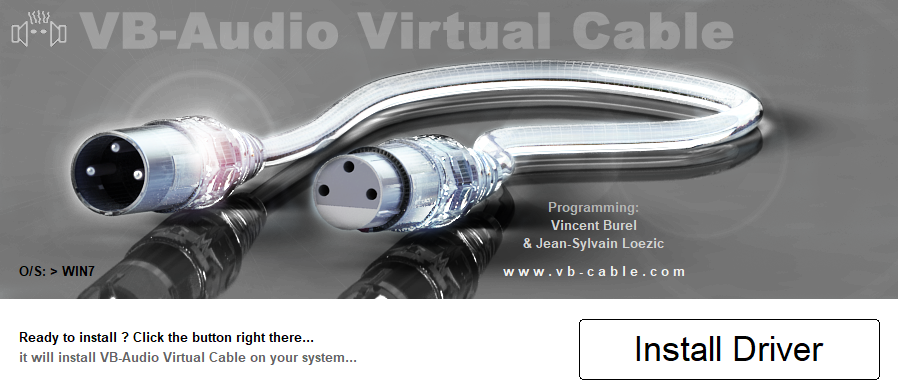 VB-Audio Virtual Cable
Programming:
Vincent Burel
& Jean-Sylvain Loezic
O/S: > WIN7
www.vb-cable.com
Ready to install ? Click the button right there...
it will install VB-Audio Virtual Cable on your system...
Install Driver